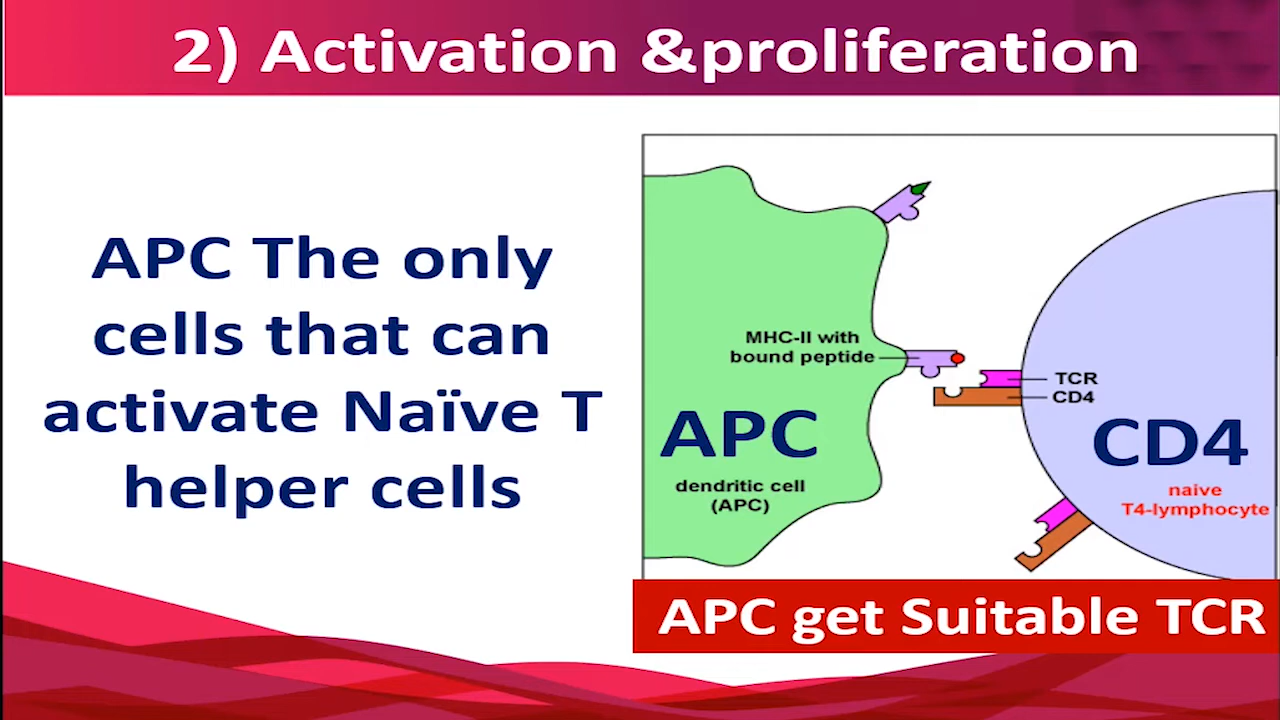 2) Activation &proliferation
APC The only
cells that can
activate Naïve T
helper cells
MHC-II with
bound peptide
TCR
CD4
APC
CD4
dendritic cell
(APC)
naive
T4-lymphocyte
APC get Suitable TCR